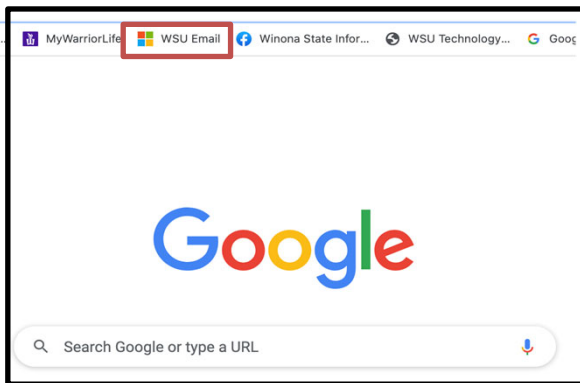 MyWarriorLife WSU Email Winona State Infor... WSU Technology... Goog
Google
Search Google or type a URL